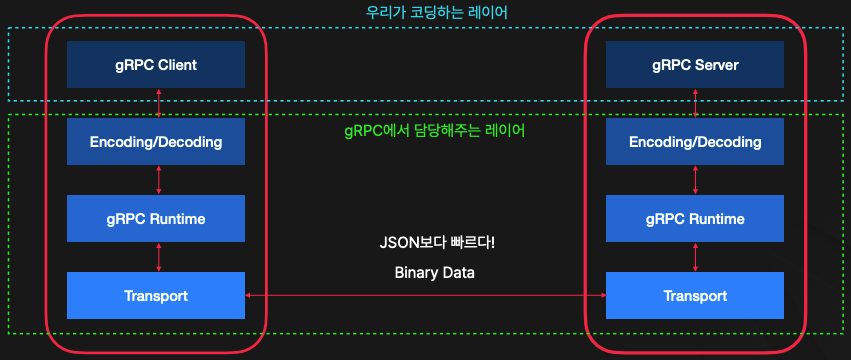 우리가 코딩하는 레이어
gRPC Client
gRPC Server
Encoding/Decoding
gRPC에서 담당해주는 레이어
Encoding/Decoding
gRPC Runtime
gRPC Runtime
JSON보다 빠르다!
Binary Data
Transport
Transport